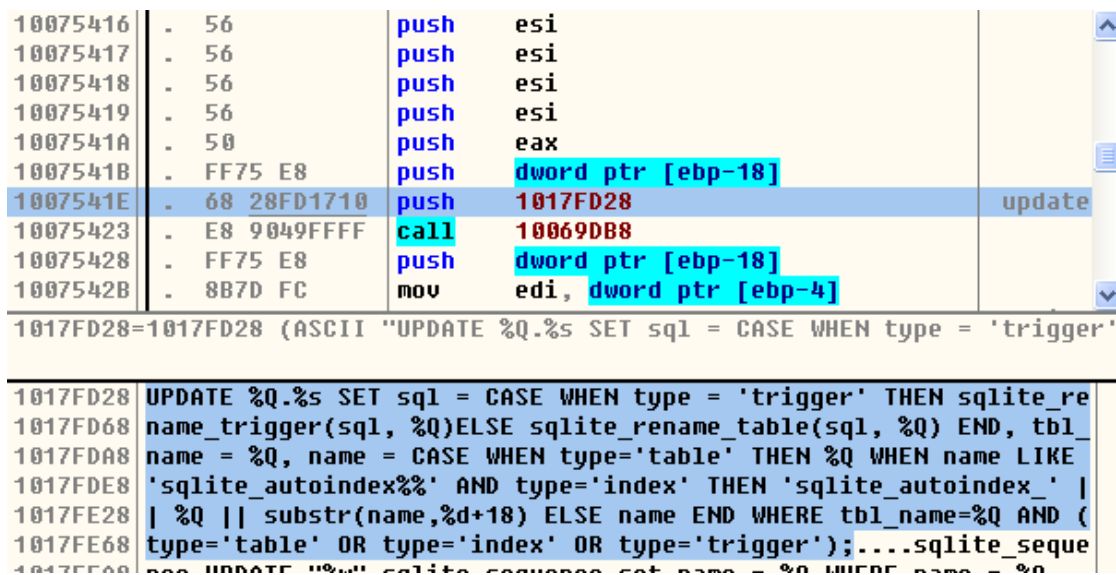 10075416 . 56 push esi
10075417 . 56 push esi
10075418 . 56 push esi
10075419 . 56 push esi
1007541A . 50 push eax
1007541B . FF75 E8 push dword ptr [ebp-18]
1007541E . 68 28FD1710 push 1017FD28 update
10075423 . E8 9049FFFF call 10069DB8
10075428 . FF75 E8 push dword ptr [ebp-18]
1007542B . 8B7D FC mov edi, dword ptr [ebp-4]
1017FD28=1017FD28 (ASCII "UPDATE %Q.%s SET sql = CASE WHEN type = 'trigger'
1017FD28 UPDATE %Q.%s SET sql = CASE WHEN type = 'trigger' THEN sqlite_re
1017FD68 name_trigger(sql, %Q)ELSE sqlite_rename_table(sql, %Q) END, tbl_
1017FDA8 name = %Q, name = CASE WHEN type='table' THEN %Q WHEN name LIKE
1017FDE8 'sqlite_autoindex%%' AND type='index' THEN 'sqlite_autoindex_' |
1017FE28 | %Q || substr(name,%d+18) ELSE name END WHERE tbl_name=%Q AND (
1017FE68 type='table' OR type='index' OR type='trigger');....sqlite_seque
UPDATE "%w".sqlite_sequence set name = %Q WHERE name = %Q